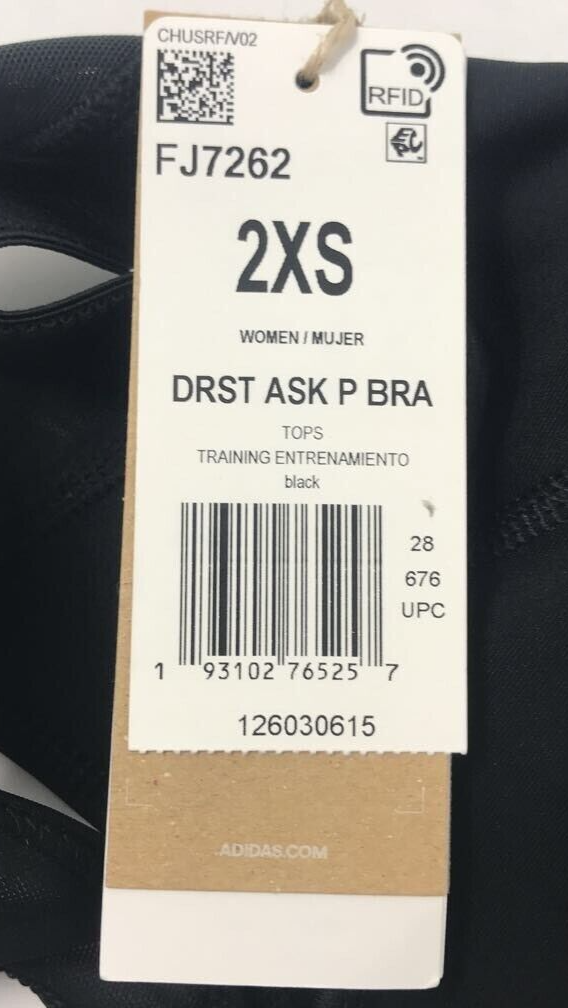 CHUSRF/V02
RFID
EPC
FJ7262
2XS
WOMEN / MUJER
DRST ASK P BRA
TOPS
TRAINING ENTRENAMIENTO
black
28
676
UPC
1 93102 76525 7
126030615
ADIDAS.COM